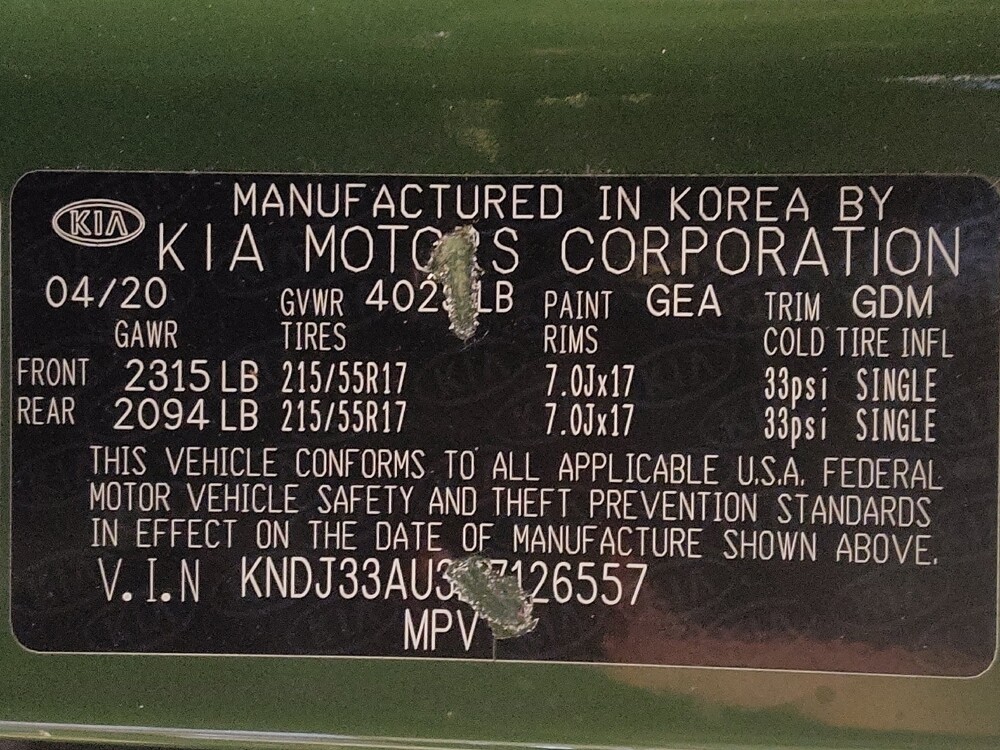 MANUFACTURED IN KOREA BY
KIA
KIA CORPORATION
04/20 GVWR PAINT GEA TRIM GDM
GAWR TIRES RIMS COLD TIRE INFL
FRONT 2315 LB 215/55R17 7.0Jx17 33psi SINGLE
REAR 2094 LB 215/55R17 7.0Jx17 33psi SINGLE
THIS VEHICLE CONFORMS TO ALL APPLICABLE U.S.A. FEDERAL
MOTOR VEHICLE SAFETY AND THEFT PREVENTION STANDARDS
IN EFFECT ON THE DATE OF MANUFACTURE SHOWN ABOVE.
V.I.N
MPV